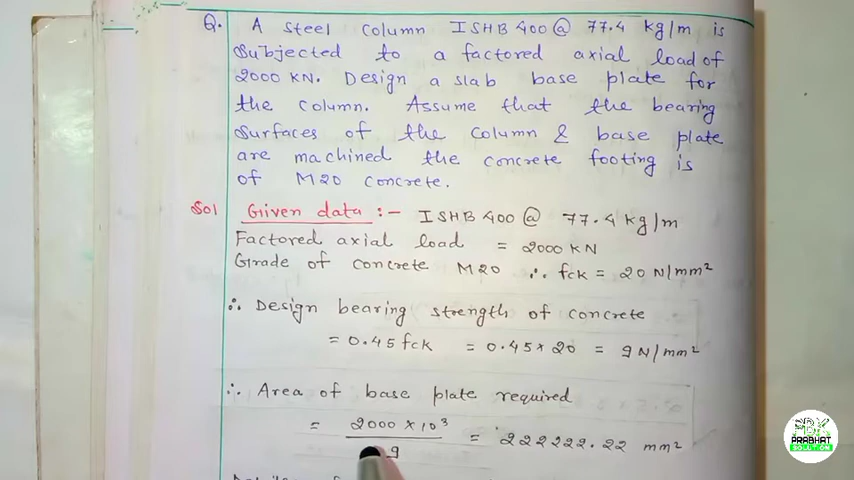 Q. A Steel column ISHB 400@ 77.4 kg/m is
Subjected to a factored axial load of
2000 KN. Design a slab base plate for
the column. Assume that the bearing
Surfaces of the column & base plate
are machined the concrete footing is
of M20 concrete.
Sol Given data :- ISHB 400@ 77.4 kg/m
Factored axial load = 2000 KN
Grade of concrete M20 ∴ fck = 20 N/mm²
∴ Design bearing strength of concrete
= 0.45 fck = 0.45 × 20 = 9 N/mm²
∴ Area of base plate required
= 2000 × 10³ / 9 = 222222.22 mm²
PRABHAT
SOLUTION